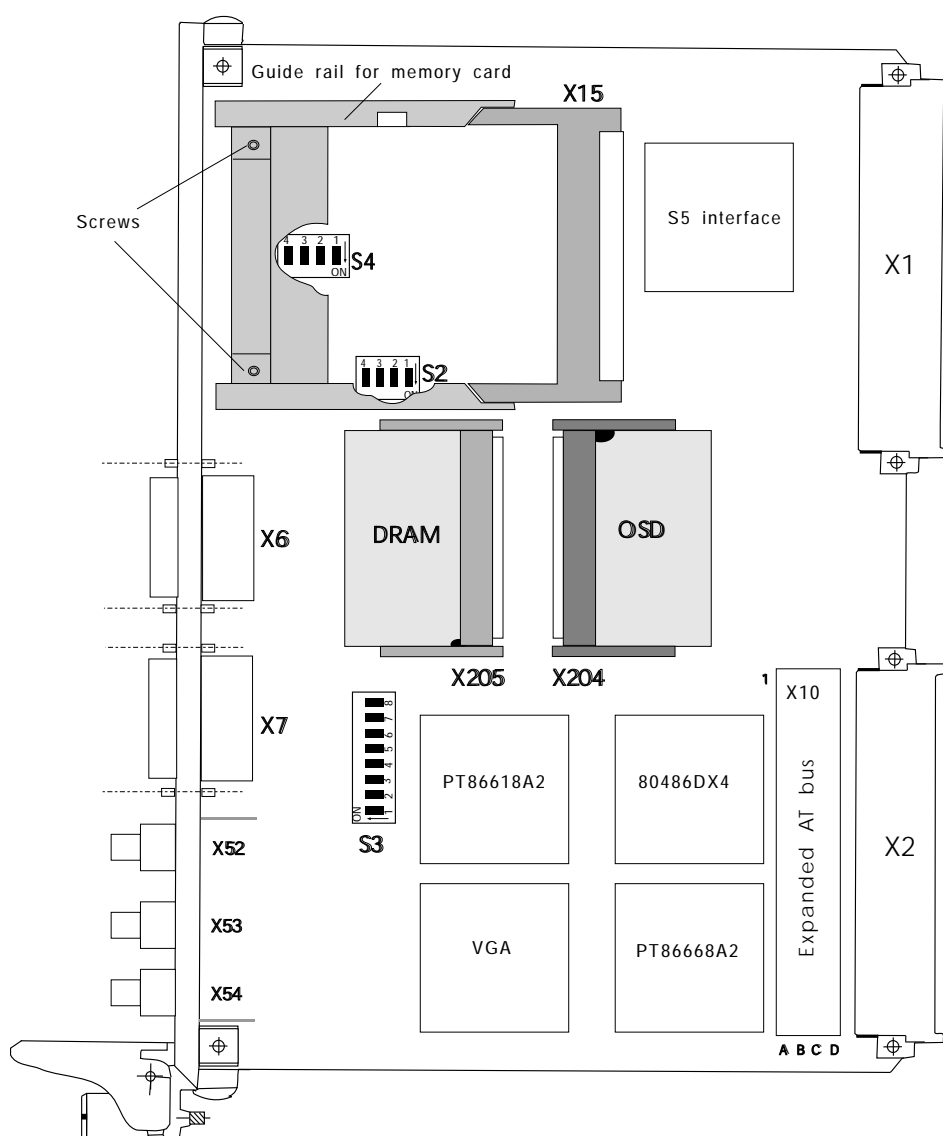 Guide rail for memory card
X15
Screws
S5 interface
X1
4 3 2 1
ON
S4
4 3 2 1
ON
S2
DRAM
OSD
X6
X205
X204
1
X10
X7
8
7
6
5
4
3
2
1
ON
S3
PT86618A2
80486DX4
Expanded AT bus
X2
X52
X53
X54
VGA
PT86668A2
A B C D